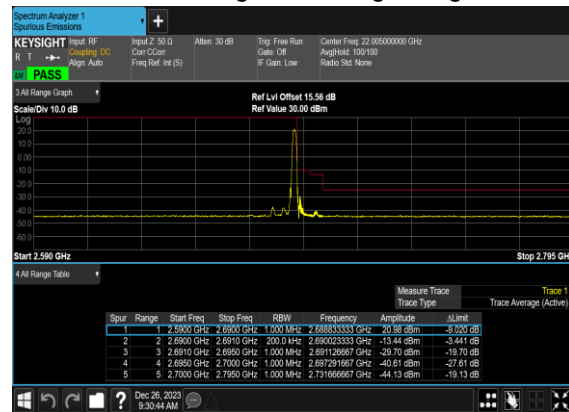 Spectrum Analyzer 1
Spurious Emissions
KEYSIGHT Input: RF Input Z: 50 Ω Atten: 30 dB Trig: Free Run Center Freq: 22.005000000 GHz
R T Coupling: DC Corr CCorr Gate: Off Avg|Hold: 100/100
Align: Auto Freq Ref: Int (S) IF Gain: Low Radio Std: None
PASS
3 All Range Graph
Ref Lvl Offset 15.56 dB
Scale/Div 10.0 dB Ref Value 30.00 dBm
Log
20.0
10.0
0.00
-10.0
-20.0
-30.0
-40.0
-50.0
-60.0
Start 2.590 GHz Stop 2.795 GH
4 All Range Table
Measure Trace Trace 1
Trace Type Trace Average (Active)
Spur Range Start Freq Stop Freq RBW Frequency Amplitude ΔLimit
1 1 2.5900 GHz 2.6900 GHz 1.000 MHz 2.688833333 GHz 20.98 dBm -9.020 dB
2 2 2.6900 GHz 2.6910 GHz 200.0 kHz 2.690023333 GHz -13.44 dBm -3.441 dB
3 3 2.6910 GHz 2.6950 GHz 1.000 MHz 2.691126667 GHz -29.70 dBm -19.70 dB
4 4 2.6950 GHz 2.7000 GHz 1.000 MHz 2.697291667 GHz -40.61 dBm -27.61 dB
5 5 2.7000 GHz 2.7950 GHz 1.000 MHz 2.731666667 GHz -44.13 dBm -19.13 dB
Dec 26, 2023
9:30:44 AM